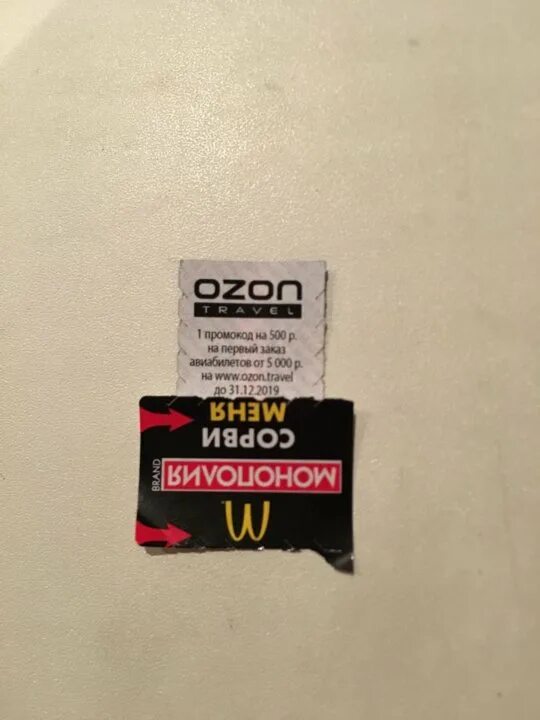 OZON
TRAVEL
1 промокод на 500 р.
на первый заказ
авиабилетов от 5 000 р.
на www.ozon.travel
до 31.12.2019
МЕНЯ
СОРВИ
МОНОПОЛИЯ
BRAND
M